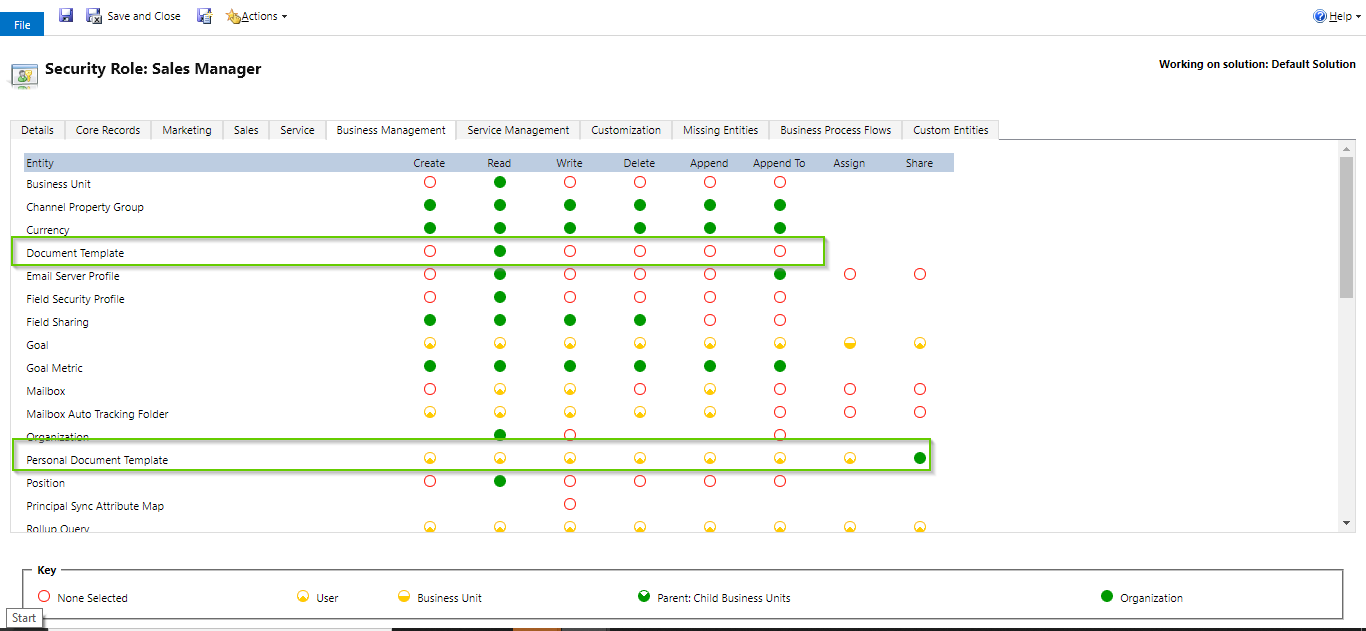 File Save and Close Actions Help
Security Role: Sales Manager
Working on solution: Default Solution
Details Core Records Marketing Sales Service Business Management Service Management Customization Missing Entities Business Process Flows Custom Entities
Entity Create Read Write Delete Append Append To Assign Share
Business Unit
Channel Property Group
Currency
Document Template
Email Server Profile
Field Security Profile
Field Sharing
Goal
Goal Metric
Mailbox
Mailbox Auto Tracking Folder
Organization
Personal Document Template
Position
Principal Sync Attribute Map
Rollup Query
Key
None Selected User Business Unit Parent: Child Business Units Organization
Start